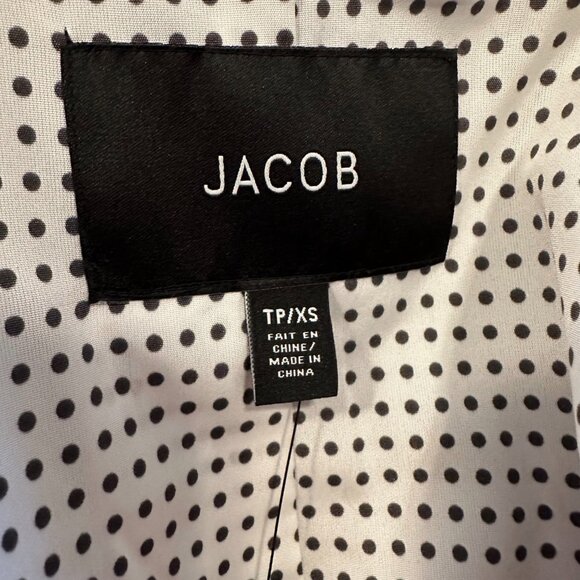 JACOB
TP/XS
FAIT EN
CHINE/
MADE IN
CHINA